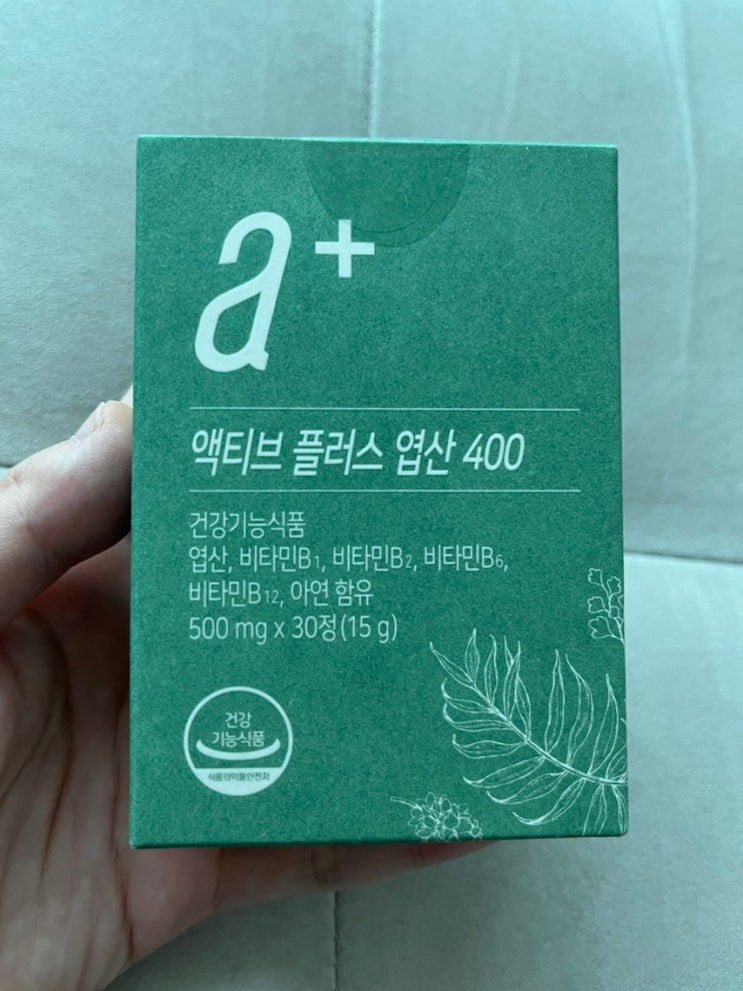 a+
액티브 플러스 엽산 400
건강기능식품
엽산, 비타민B1, 비타민B2, 비타민B6,
비타민B12, 아연 함유
500 mg x 30정(15 g)
건강
기능식품
식품의약품안전처